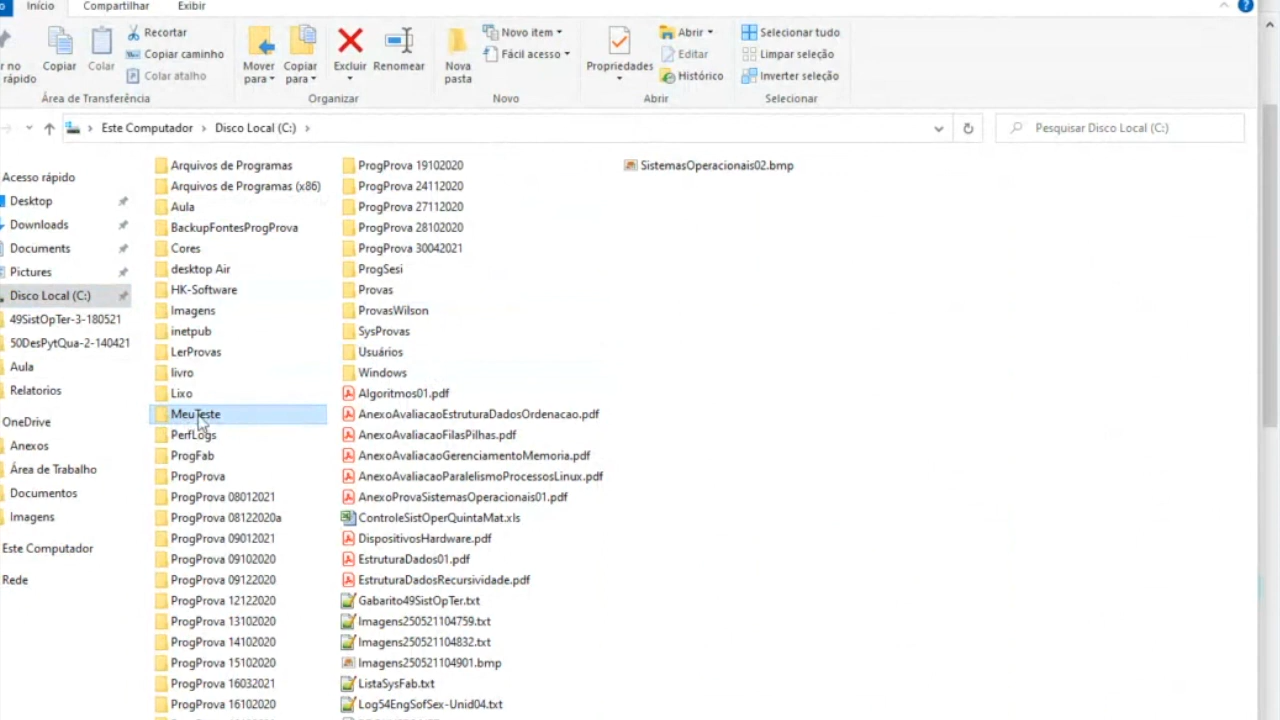 Início
Compartilhar
Exibir
Recortar
Copiar caminho
Colar atalho
r no
rápido
Copiar
Colar
Mover
para
Copiar
para
Excluir
Renomear
Nova
pasta
Novo item
Fácil acesso
Propriedades
Abrir
Editar
Histórico
Selecionar tudo
Limpar seleção
Inverter seleção
Área de Transferência
Organizar
Novo
Abrir
Selecionar
Este Computador > Disco Local (C:) >
Pesquisar Disco Local (C:)
Acesso rápido
Desktop
Downloads
Documents
Pictures
Disco Local (C:)
49SistOpTer-3-180521
50DesPytQua-2-140421
Aula
Relatorios
OneDrive
Anexos
Área de Trabalho
Documentos
Imagens
Este Computador
Rede
Arquivos de Programas
Arquivos de Programas (x86)
Aula
BackupFontesProgProva
Cores
desktop Air
HK-Software
Imagens
inetpub
LerProvas
livro
Lixo
MeuTeste
PerfLogs
ProgFab
ProgProva
ProgProva 08012021
ProgProva 08122020a
ProgProva 09012021
ProgProva 09102020
ProgProva 09122020
ProgProva 12122020
ProgProva 13102020
ProgProva 14102020
ProgProva 15102020
ProgProva 16032021
ProgProva 16102020
ProgProva 19102020
ProgProva 24112020
ProgProva 27112020
ProgProva 28102020
ProgProva 30042021
ProgSesi
Provas
ProvasWilson
SysProvas
Usuários
Windows
Algoritmos01.pdf
AnexoAvaliacaoEstruturaDadosOrdenacao.pdf
AnexoAvaliacaoFilasPilhas.pdf
AnexoAvaliacaoGerenciamentoMemoria.pdf
AnexoAvaliacaoParalelismoProcessosLinux.pdf
AnexoProvaSistemasOperacionais01.pdf
ControleSistOperQuintaMat.xls
DispositivosHardware.pdf
EstruturaDados01.pdf
EstruturaDadosRecursividade.pdf
Gabarito49SistOpTer.txt
Imagens250521104759.txt
Imagens250521104832.txt
Imagens250521104901.bmp
ListaSysFab.txt
Log54EngSofSex-Unid04.txt
SistemasOperacionais02.bmp